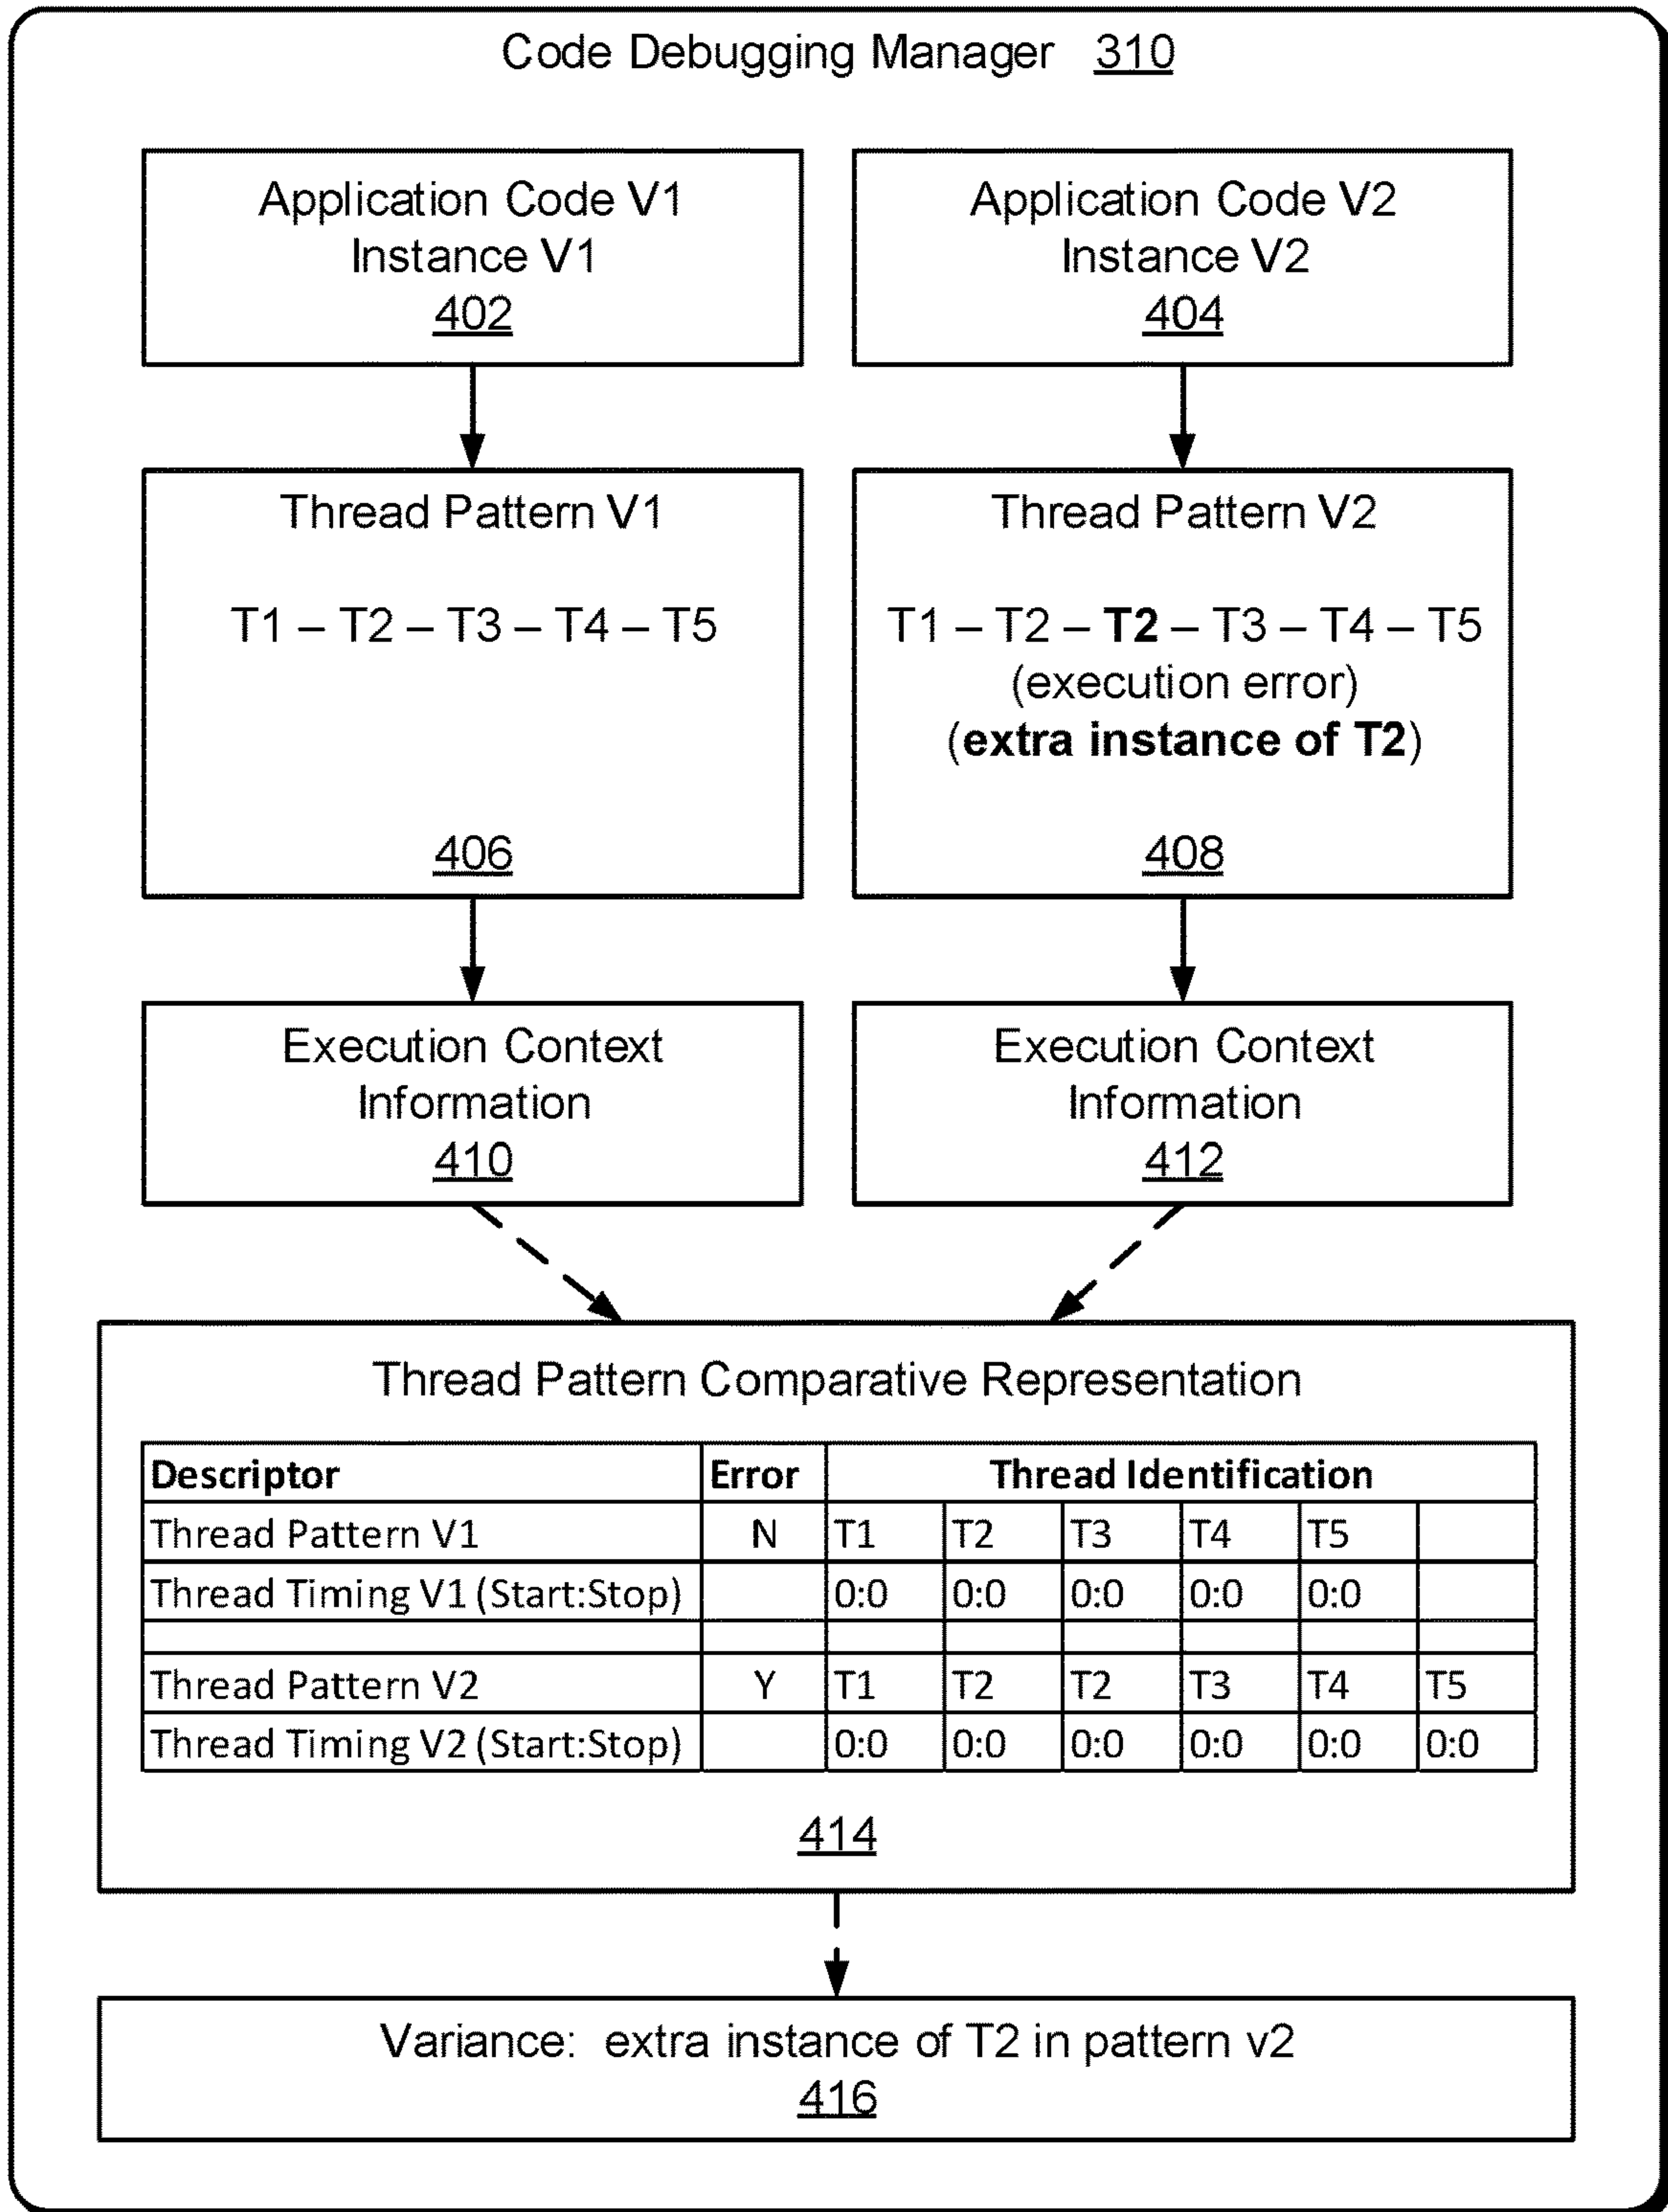 Code Debugging Manager 310
Application Code V1
Instance V1
402
Application Code V2
Instance V2
404
Thread Pattern V1
T1 – T2 – T3 – T4 – T5
406
Thread Pattern V2
T1 – T2 – T2 – T3 – T4 – T5
(execution error)
(extra instance of T2)
408
Execution Context
Information
410
Execution Context
Information
412
Thread Pattern Comparative Representation
Descriptor Error Thread Identification
Thread Pattern V1 N T1 T2 T3 T4 T5
Thread Timing V1 (Start:Stop) 0:0 0:0 0:0 0:0 0:0
Thread Pattern V2 Y T1 T2 T2 T3 T4 T5
Thread Timing V2 (Start:Stop) 0:0 0:0 0:0 0:0 0:0 0:0
414
Variance: extra instance of T2 in pattern v2
416